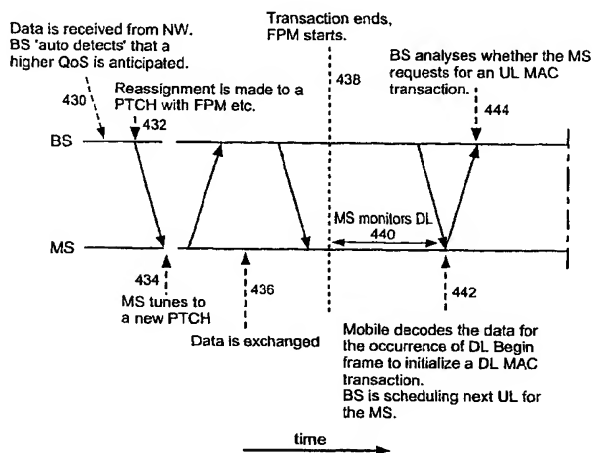 Data is received from NW.
BS 'auto detects' that a
higher QoS is anticipated.
430
Reassignment is made to a
PTCH with FPM etc.
432
Transaction ends,
FPM starts.
438
BS analyses whether the MS
requests for an UL MAC
transaction.
444
BS
MS monitors DL
440
MS
434
MS tunes to
a new PTCH
436
Data is exchanged
442
Mobile decodes the data for
the occurrence of DL Begin
frame to initialize a DL MAC
transaction.
BS is scheduling next UL for
the MS.
time